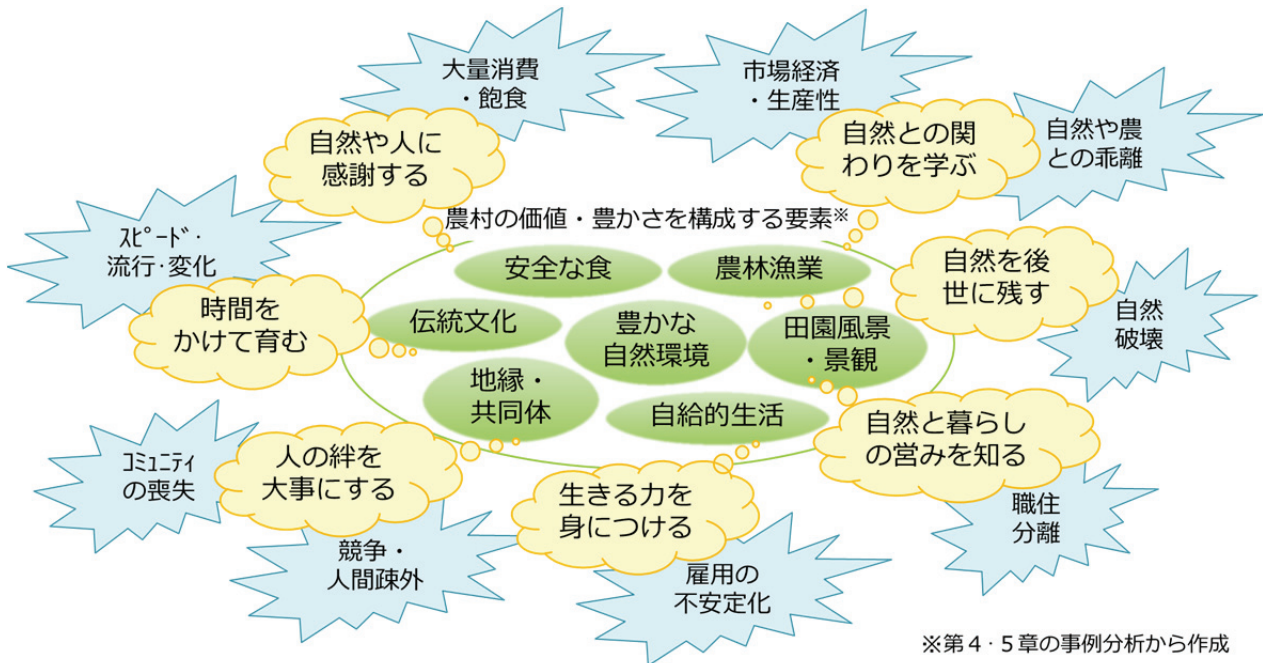 大量消費
・飽食
市場経済
・生産性
自然や人に
感謝する
自然との関
わりを学ぶ
自然や農
との乖離
農村の価値・豊かさを構成する要素※
ｽﾋﾟｰﾄﾞ・
流行・変化
安全な食
農林漁業
自然を後
世に残す
時間を
かけて育む
伝統文化
豊かな
自然環境
田園風景
・景観
自然
破壊
地縁・
共同体
自給的生活
自然と暮らし
の営みを知る
ｺﾐｭﾆﾃｨ
の喪失
人の絆を
大事にする
生きる力を
身につける
職住
分離
競争・
人間疎外
雇用の
不安定化
※第４・５章の事例分析から作成